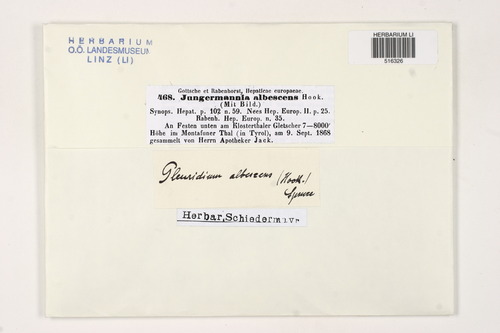 HERBARIUM
O.Ö. LANDESMUSEUM
LINZ (LI)
HERBARIUM LI
516326
Gottsche et Rabenhorst, Hepaticae europaeae.
468. Jungermannia albescens Hook.
(Mit Bild.)
Synops. Hepat. p. 102 n. 59. Nees Hep. Europ. II. p. 25.
Rabenh. Hep. Europ. n. 35.
An Festen unten am Klosterthaler Gletscher 7—8000'
Höhe im Montafoner Thal (in Tyrol), am 9. Sept. 1868
gesammelt von Herrn Apotheker Jack.
Pleuridium albescens (Hook.)
Spruce
Herbar. Schiedermayr